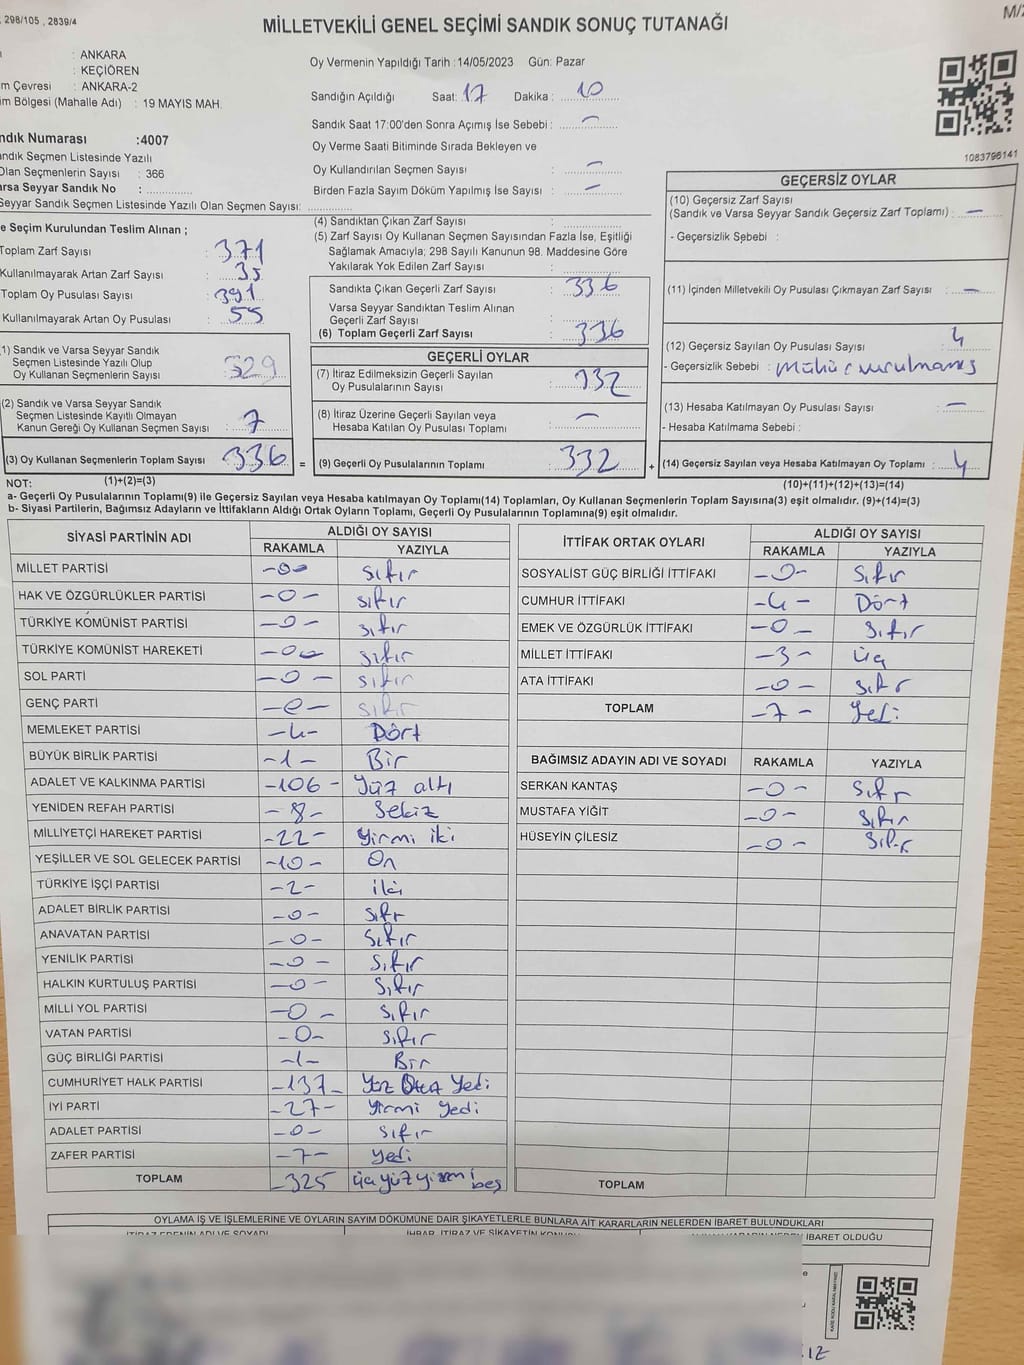 , 298/105 , 2839/4
MİLLETVEKİLİ GENEL SEÇİMİ SANDIK SONUÇ TUTANAĞI
M/2
: ANKARA
: KEÇİÖREN
m Çevresi : ANKARA-2
im Bölgesi (Mahalle Adı) : 19 MAYIS MAH.
ndık Numarası :4007
andık Seçmen Listesinde Yazılı
Olan Seçmenlerin Sayısı : 366
arsa Seyyar Sandık No : ..............
Seyyar Sandık Seçmen Listesinde Yazılı Olan Seçmen Sayısı: ..............
Oy Vermenin Yapıldığı Tarih :14/05/2023 Gün: Pazar
Sandığın Açıldığı Saat: 17 Dakika : 10
Sandık Saat 17:00'den Sonra Açımış İse Sebebi : —
Oy Verme Saati Bitiminde Sırada Bekleyen ve
Oy Kullandırılan Seçmen Sayısı : —
Birden Fazla Sayım Döküm Yapılmış İse Sayısı : —
1083796141
e Seçim Kurulundan Teslim Alınan ;
Toplam Zarf Sayısı : 371
Kullanılmayarak Artan Zarf Sayısı : 35
Toplam Oy Pusulası Sayısı : 391
Kullanılmayarak Artan Oy Pusulası : 55
(4) Sandıktan Çıkan Zarf Sayısı :
(5) Zarf Sayısı Oy Kullanan Seçmen Sayısından Fazla İse, Eşitliği
Sağlamak Amacıyla; 298 Sayılı Kanunun 98. Maddesine Göre
Yakılarak Yok Edilen Zarf Sayısı :
Sandıkta Çıkan Geçerli Zarf Sayısı : 336
Varsa Seyyar Sandıktan Teslim Alınan
Geçerli Zarf Sayısı :
(6) Toplam Geçerli Zarf Sayısı : 336
GEÇERSİZ OYLAR
(10) Geçersiz Zarf Sayısı
(Sandık ve Varsa Seyyar Sandık Geçersiz Zarf Toplamı) : —
- Geçersizlik Sebebi :
(11) İçinden Milletvekili Oy Pusulası Çıkmayan Zarf Sayısı : —
(12) Geçersiz Sayılan Oy Pusulası Sayısı : 4
- Geçersizlik Sebebi : mühür vurulmamış
(13) Hesaba Katılmayan Oy Pusulası Sayısı : —
- Hesaba Katılmama Sebebi :
(14) Geçersiz Sayılan veya Hesaba Katılmayan Oy Toplamı : 4
1) Sandık ve Varsa Seyyar Sandık
Seçmen Listesinde Yazılı Olup
Oy Kullanan Seçmenlerin Sayısı : 329
(2) Sandık ve Varsa Seyyar Sandık
Seçmen Listesinde Kayıtlı Olmayan
Kanun Gereği Oy Kullanan Seçmen Sayısı : 7
(3) Oy Kullanan Seçmenlerin Toplam Sayısı : 336 =
GEÇERLİ OYLAR
(7) İtiraz Edilmeksizin Geçerli Sayılan
Oy Pusulalarının Sayısı : 332
(8) İtiraz Üzerine Geçerli Sayılan veya
Hesaba Katılan Oy Pusulası Toplamı : —
(9) Geçerli Oy Pusulalarının Toplamı : 332 +
NOT: (1)+(2)=(3) (10)+(11)+(12)+(13)=(14)
a- Geçerli Oy Pusulalarının Toplamı(9) ile Geçersiz Sayılan veya Hesaba katılmayan Oy Toplamı(14) Toplamları, Oy Kullanan Seçmenlerin Toplam Sayısına(3) eşit olmalıdır. (9)+(14)=(3)
b- Siyasi Partilerin, Bağımsız Adayların ve İttifakların Aldığı Ortak Oyların Toplamı, Geçerli Oy Pusulalarının Toplamına(9) eşit olmalıdır.
SİYASİ PARTİNİN ADI ALDIĞI OY SAYISI
RAKAMLA YAZIYLA
MİLLET PARTİSİ -0- sıfır
HAK VE ÖZGÜRLÜKLER PARTİSİ -0- sıfır
TÜRKİYE KOMÜNİST PARTİSİ -0- sıfır
TÜRKİYE KOMÜNİST HAREKETİ -0- sıfır
SOL PARTİ -0- sıfır
GENÇ PARTİ -0- sıfır
MEMLEKET PARTİSİ -4- Dört
BÜYÜK BİRLİK PARTİSİ -1- Bir
ADALET VE KALKINMA PARTİSİ -106- Yüz altı
YENİDEN REFAH PARTİSİ -8- Sekiz
MİLLİYETÇİ HAREKET PARTİSİ -22- Yirmi iki
YEŞİLLER VE SOL GELECEK PARTİSİ -10- On
TÜRKİYE İŞÇİ PARTİSİ -2- iki
ADALET BİRLİK PARTİSİ -0- Sıfır
ANAVATAN PARTİSİ -0- Sıfır
YENİLİK PARTİSİ -0- Sıfır
HALKIN KURTULUŞ PARTİSİ -0- Sıfır
MİLLİ YOL PARTİSİ -0- Sıfır
VATAN PARTİSİ -0- Sıfır
GÜÇ BİRLİĞİ PARTİSİ -1- Bir
CUMHURİYET HALK PARTİSİ -137- Yüz Otuz Yedi
İYİ PARTİ -27- Yirmi Yedi
ADALET PARTİSİ -0- Sıfır
ZAFER PARTİSİ -7- Yedi
TOPLAM -325 Üçyüzyirmi beş
İTTİFAK ORTAK OYLARI ALDIĞI OY SAYISI
RAKAMLA YAZIYLA
SOSYALİST GÜÇ BİRLİĞİ İTTİFAKI -0- Sıfır
CUMHUR İTTİFAKI -4- Dört
EMEK VE ÖZGÜRLÜK İTTİFAKI -0- Sıfır
MİLLET İTTİFAKI -3- Üç
ATA İTTİFAKI -0- Sıfır
TOPLAM -7- Yedi
BAĞIMSIZ ADAYIN ADI VE SOYADI RAKAMLA YAZIYLA
SERKAN KANTAŞ -0- Sıfır
MUSTAFA YİĞİT -0- Sıfır
HÜSEYİN ÇİLESİZ -0- Sıfır
TOPLAM
OYLAMA İŞ VE İŞLEMLERİNE VE OYLARIN SAYIM DÖKÜMÜNE DAİR ŞİKAYETLERLE BUNLARA AİT KARARLARIN NELERDEN İBARET BULUNDUKLARI
İTİRAZ EDENİN ADI VE SOYADI İHBAR, İTİRAZ VE ŞİKAYETİN KONUSU İBARET OLDUĞU